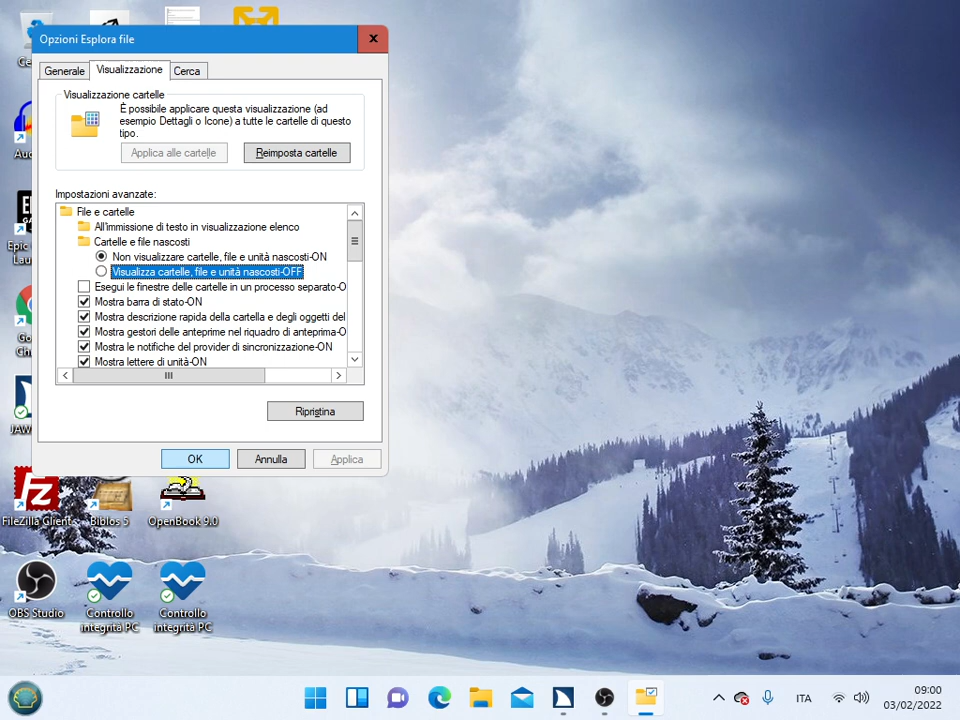 Opzioni Esplora file
Generale
Visualizzazione
Cerca
Visualizzazione cartelle
È possibile applicare questa visualizzazione (ad
esempio Dettagli o Icone) a tutte le cartelle di questo
tipo.
Applica alle cartelle
Reimposta cartelle
Impostazioni avanzate:
File e cartelle
All'immissione di testo in visualizzazione elenco
Cartelle e file nascosti
Non visualizzare cartelle, file e unità nascosti-ON
Visualizza cartelle, file e unità nascosti-OFF
Esegui le finestre delle cartelle in un processo separato-O
Mostra barra di stato-ON
Mostra descrizione rapida della cartella e degli oggetti del
Mostra gestori delle anteprime nel riquadro di anteprima-O
Mostra le notifiche del provider di sincronizzazione-ON
Mostra lettere di unità-ON
Ripristina
OK
Annulla
Applica
Epic
FileZilla Client
Biblos 5
OpenBook 9.0
OBS Studio
Controllo
integrità PC
Controllo
integrità PC
ITA
09:00
03/02/2022